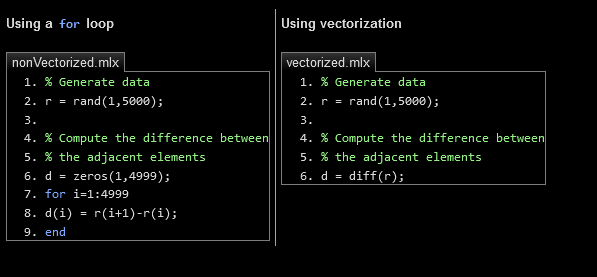 Using a for loop
nonVectorized.mlx
1. % Generate data
2. r = rand(1,5000);
3.
4. % Compute the difference between
5. % the adjacent elements
6. d = zeros(1,4999);
7. for i=1:4999
8. d(i) = r(i+1)-r(i);
9. end
Using vectorization
vectorized.mlx
1. % Generate data
2. r = rand(1,5000);
3.
4. % Compute the difference between
5. % the adjacent elements
6. d = diff(r);